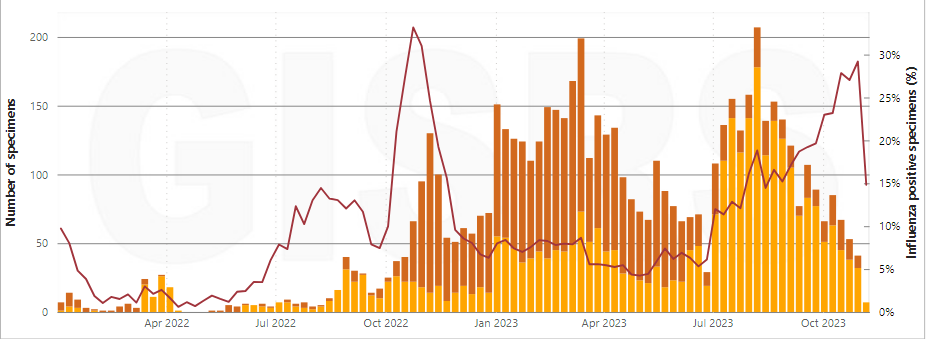 GISRS
Number of specimens
200
150
100
50
0
30%
25%
20%
15%
10%
5%
0%
Influenza positive specimens (%)
Apr 2022
Jul 2022
Oct 2022
Jan 2023
Apr 2023
Jul 2023
Oct 2023